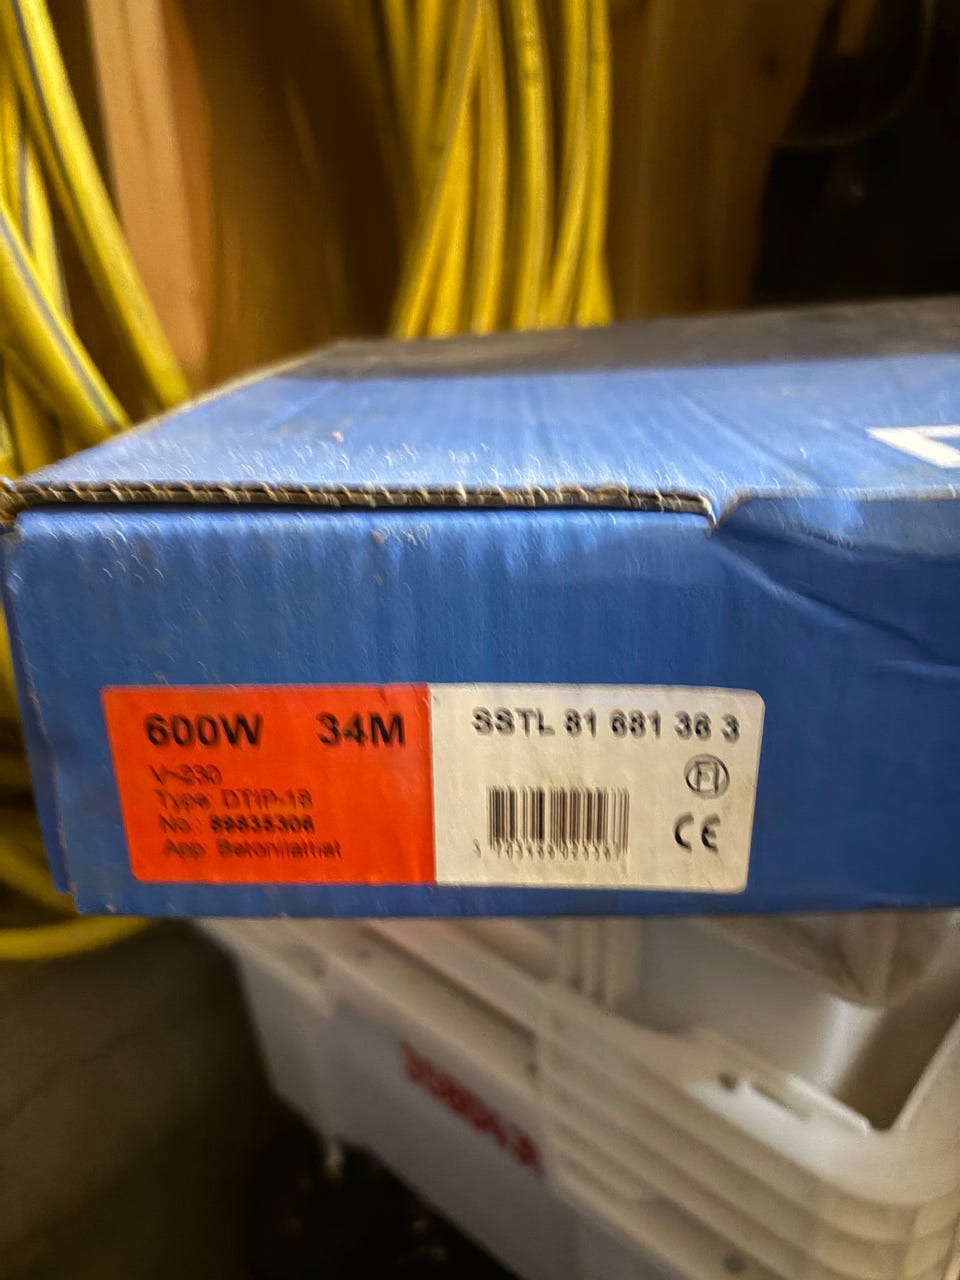 600W 34M
V~230
Type: DTIP-18
No.: 89835306
App. Betonilattiat
SSTL 81 681 36 3
FI
CE